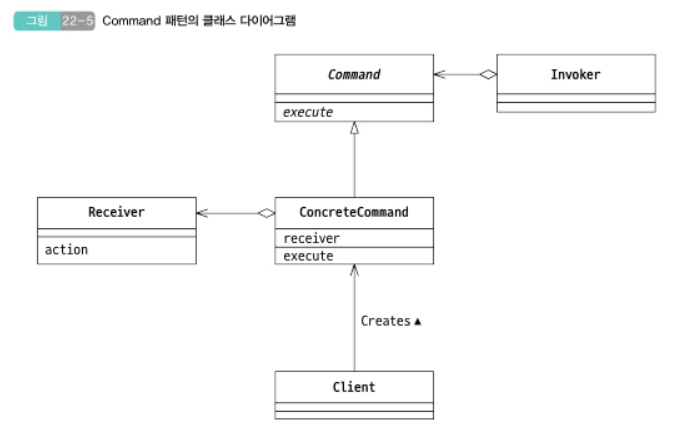 그림 22-5 Command 패턴의 클래스 다이어그램
Command
execute
Invoker
Receiver
action
ConcreteCommand
receiver
execute
Creates ▲
Client